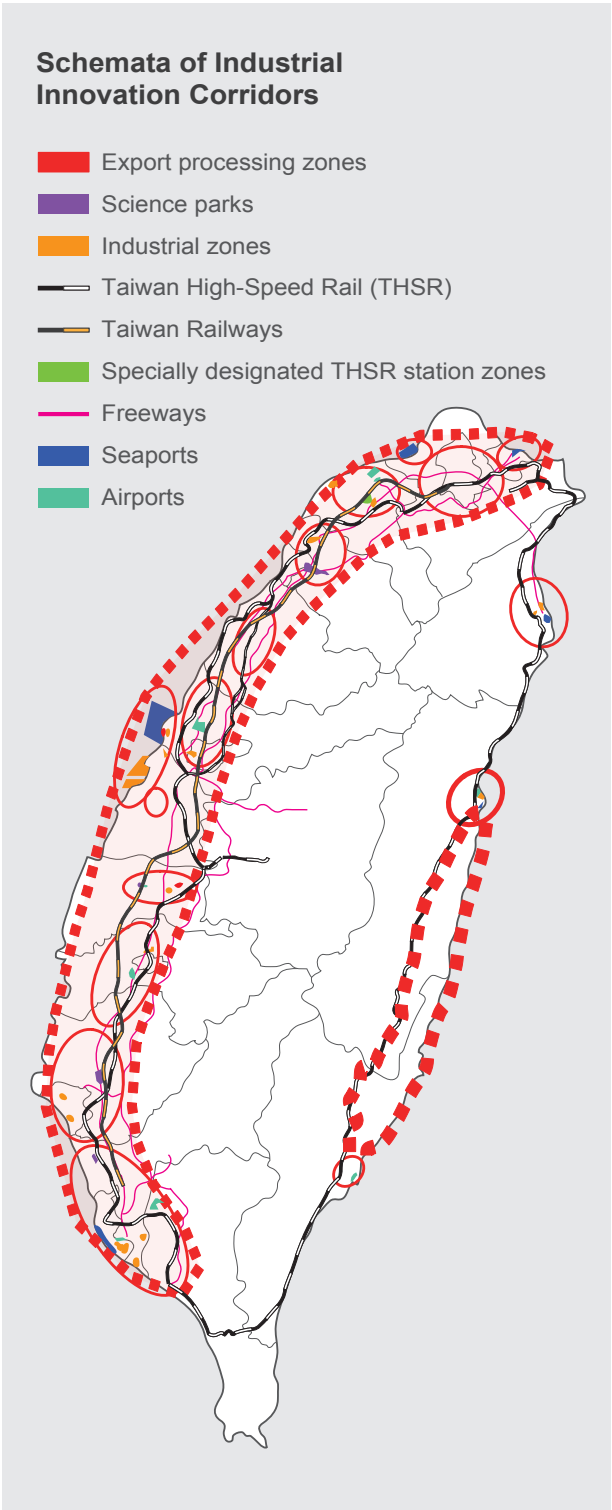 Schemata of Industrial
Innovation Corridors
Export processing zones
Science parks
Industrial zones
Taiwan High-Speed Rail (THSR)
Taiwan Railways
Specially designated THSR station zones
Freeways
Seaports
Airports